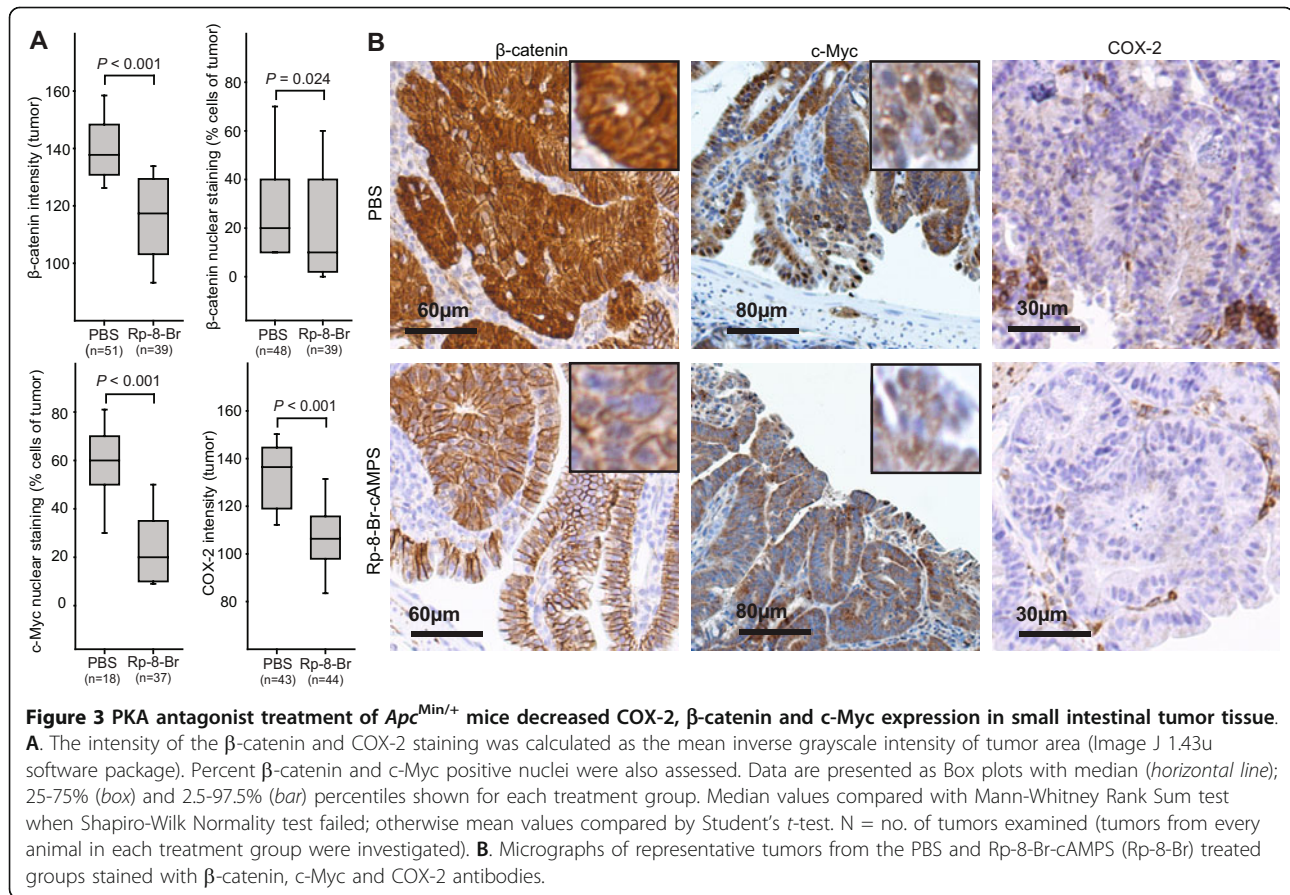 A
β-catenin intensity (tumor)
160
140
120
100
P < 0.001
PBS
(n=51)
Rp-8-Br
(n=39)
β-catenin nuclear staining (% cells of tumor)
80
60
40
20
0
P = 0.024
PBS
(n=48)
Rp-8-Br
(n=39)
c-Myc nuclear staining (% cells of tumor)
80
60
40
20
0
P < 0.001
PBS
(n=18)
Rp-8-Br
(n=37)
COX-2 intensity (tumor)
160
140
120
100
80
P < 0.001
PBS
(n=43)
Rp-8-Br
(n=44)
B
β-catenin
c-Myc
COX-2
PBS
60µm
80µm
30µm
Rp-8-Br-cAMPS
60µm
80µm
30µm
Figure 3 PKA antagonist treatment of Apc^Min/+ mice decreased COX-2, β-catenin and c-Myc expression in small intestinal tumor tissue.
A. The intensity of the β-catenin and COX-2 staining was calculated as the mean inverse grayscale intensity of tumor area (Image J 1.43u
software package). Percent β-catenin and c-Myc positive nuclei were also assessed. Data are presented as Box plots with median (horizontal line);
25-75% (box) and 2.5-97.5% (bar) percentiles shown for each treatment group. Median values compared with Mann-Whitney Rank Sum test
when Shapiro-Wilk Normality test failed; otherwise mean values compared by Student's t-test. N = no. of tumors examined (tumors from every
animal in each treatment group were investigated). B. Micrographs of representative tumors from the PBS and Rp-8-Br-cAMPS (Rp-8-Br) treated
groups stained with β-catenin, c-Myc and COX-2 antibodies.